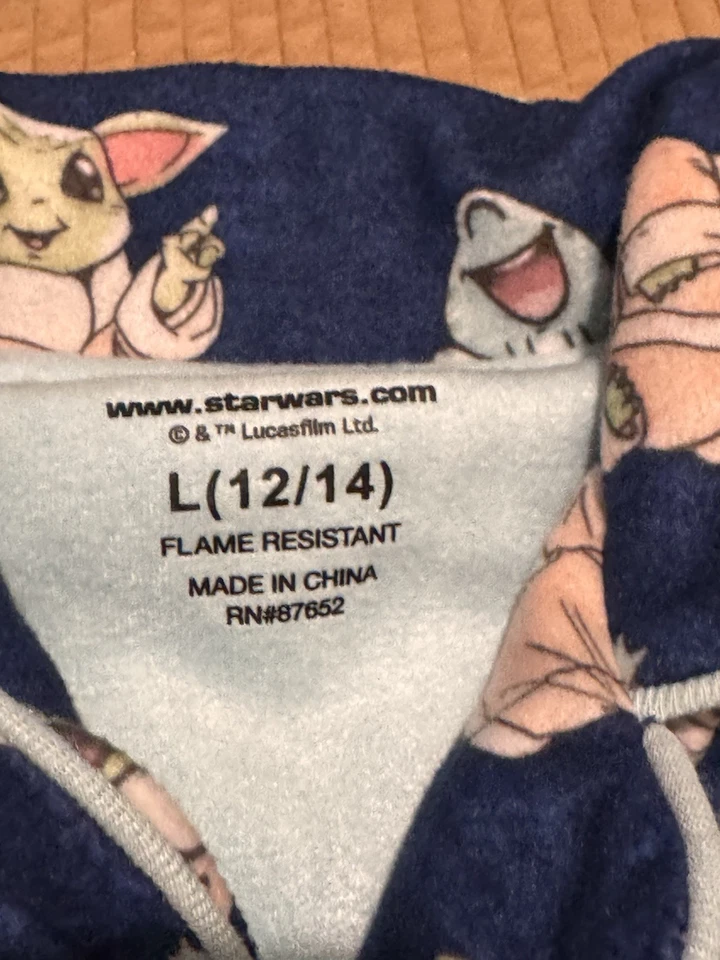 www.starwars.com
© & ™ Lucasfilm Ltd.
L(12/14)
FLAME RESISTANT
MADE IN CHINA
RN#87652